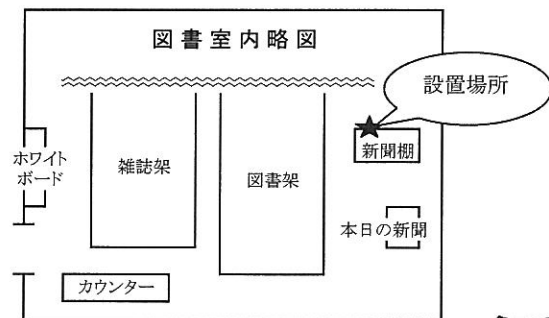 図書室内略図
設置場所
新聞棚
ホワイト
ボード
雑誌架
図書架
本日の新聞
カウンター